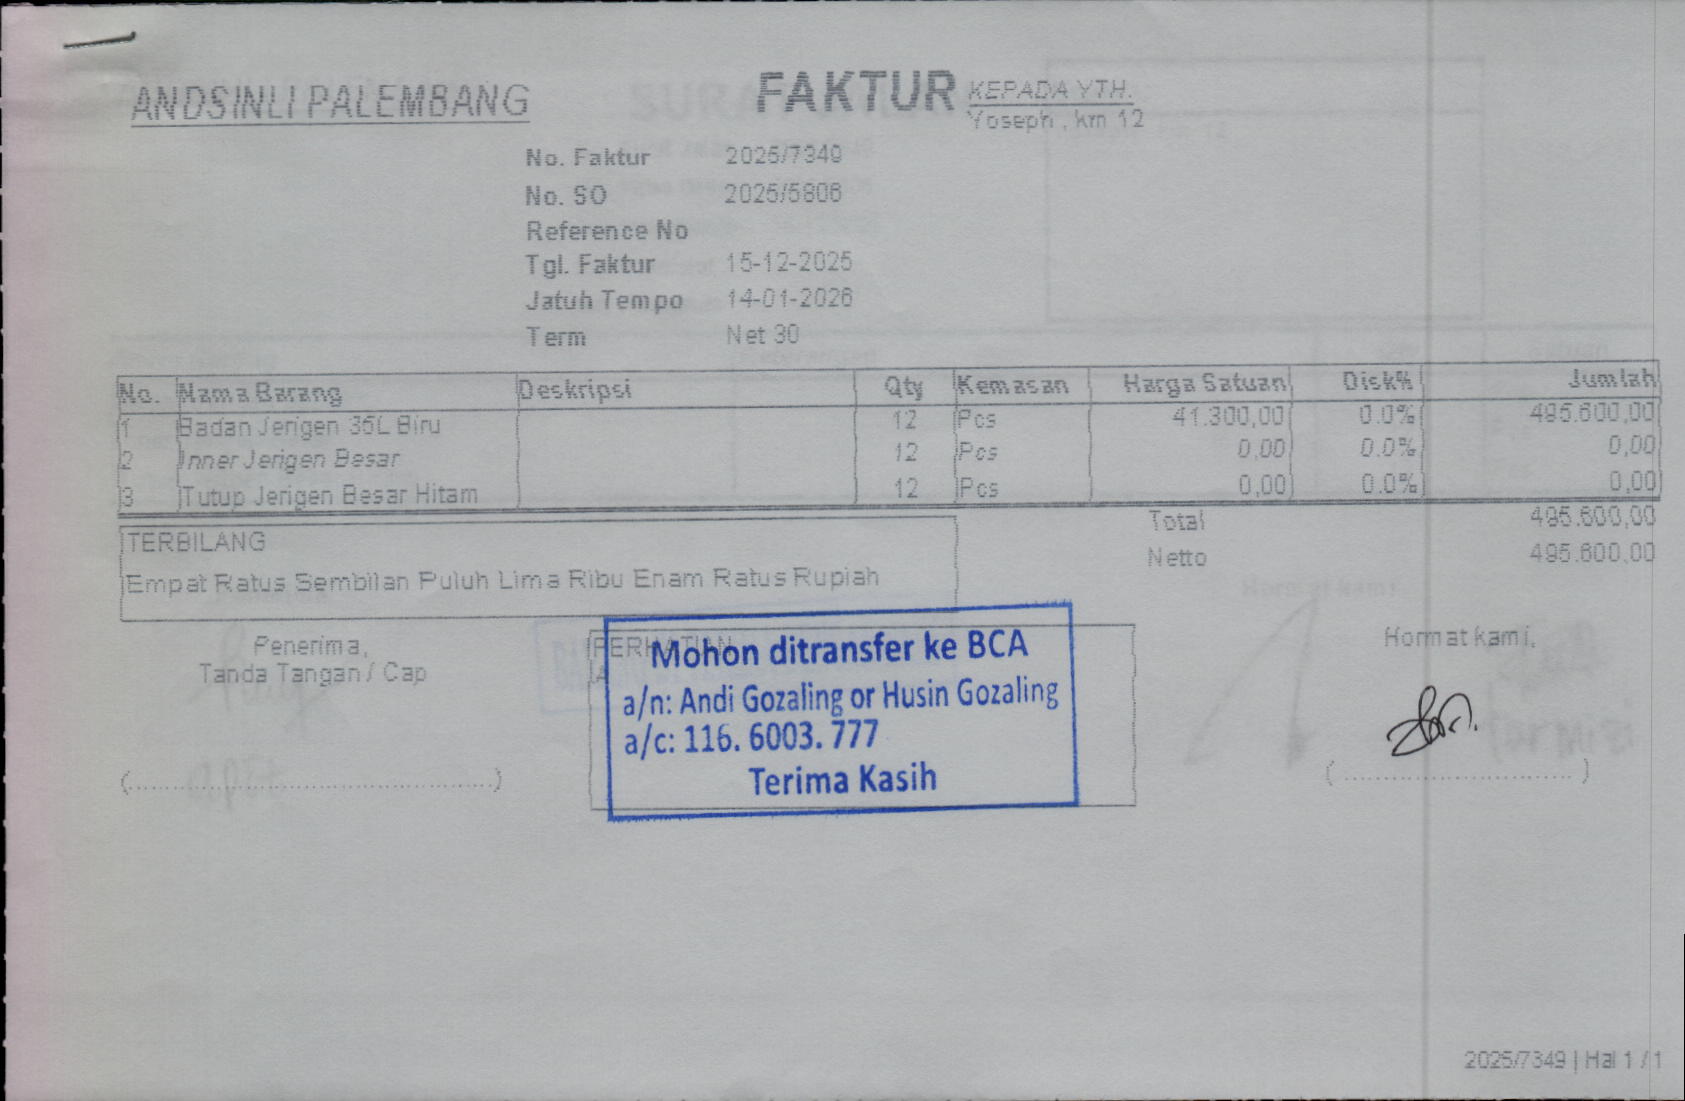 ANDSINLI PALEMBANG
FAKTUR
KEPADA YTH.
Yoseph , km 12
No. Faktur 2025/7349
No. SO 2025/5806
Reference No
Tgl. Faktur 15-12-2025
Jatuh Tempo 14-01-2026
Term Net 30
No. Nama Barang Deskripsi Qty Kemasan Harga Satuan Disk% Jumlah
1 Badan Jerigen 35L Biru 12 Pcs 41.300,00 0.0% 495.600,00
2 Inner Jerigen Besar 12 Pcs 0,00 0.0% 0,00
3 Tutup Jerigen Besar Hitam 12 Pcs 0,00 0.0% 0,00
Total 495.600,00
Netto 495.600,00
TERBILANG
Empat Ratus Sembilan Puluh Lima Ribu Enam Ratus Rupiah
Penerima,
Tanda Tangan / Cap
PERHATIAN
Mohon ditransfer ke BCA
a/n: Andi Gozaling or Husin Gozaling
a/c: 116. 6003. 777
Terima Kasih
Hormat kami,
2025/7349 | Hal 1 / 1